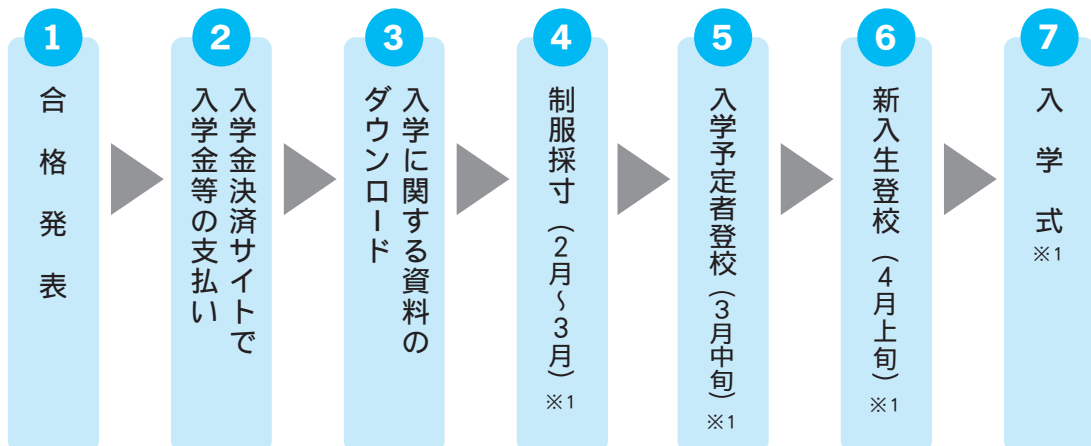 1
合格発表
2
入学金決済サイトで
入学金等の支払い
3
入学に関する資料の
ダウンロード
4
制服採寸（2月～3月）※1
5
入学予定者登校（3月中旬）※1
6
新入生登校（4月上旬）※1
7
入学式※1